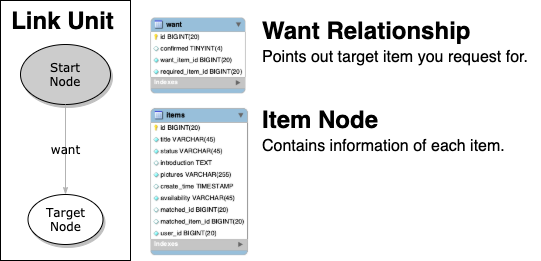 Link Unit
Start
Node
want
Target
Node
want
id BIGINT(20)
confirmed TINYINT(4)
want_item_id BIGINT(20)
required_item_id BIGINT(20)
Indexes
Want Relationship
Points out target item you request for.
items
id BIGINT(20)
title VARCHAR(45)
status VARCHAR(45)
introduction TEXT
pictures VARCHAR(255)
create_time TIMESTAMP
availability VARCHAR(45)
matched_id BIGINT(20)
matched_item_id BIGINT(20)
user_id BIGINT(20)
Indexes
Item Node
Contains information of each item.